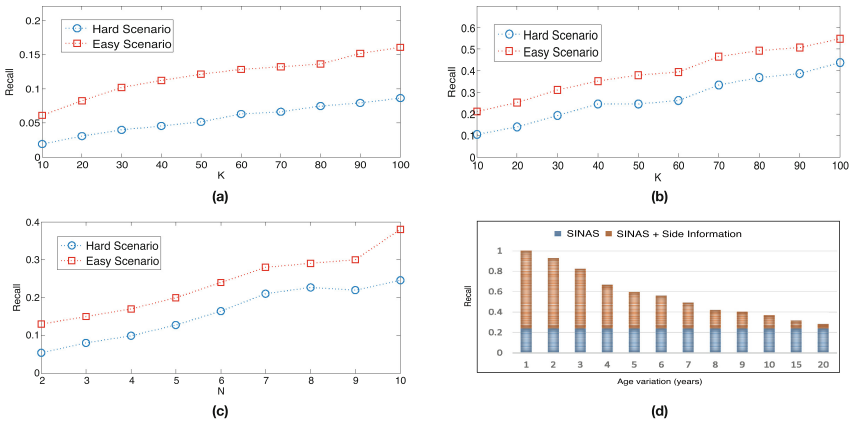 0.2
0.15
0.1
0.05
0
Recall
Hard Scenario
Easy Scenario
10 20 30 40 50 60 70 80 90 100
K
(a)
0.6
0.5
0.4
0.3
0.2
0.1
0
Recall
Hard Scenario
Easy Scenario
10 20 30 40 50 60 70 80 90 100
K
(b)
0.4
0.3
0.2
0.1
0
Recall
Hard Scenario
Easy Scenario
2 3 4 5 6 7 8 9 10
N
(c)
SINAS SINAS + Side Information
1
0.8
0.6
0.4
0.2
0
Recall
1 2 3 4 5 6 7 8 9 10 15 20
Age variation (years)
(d)